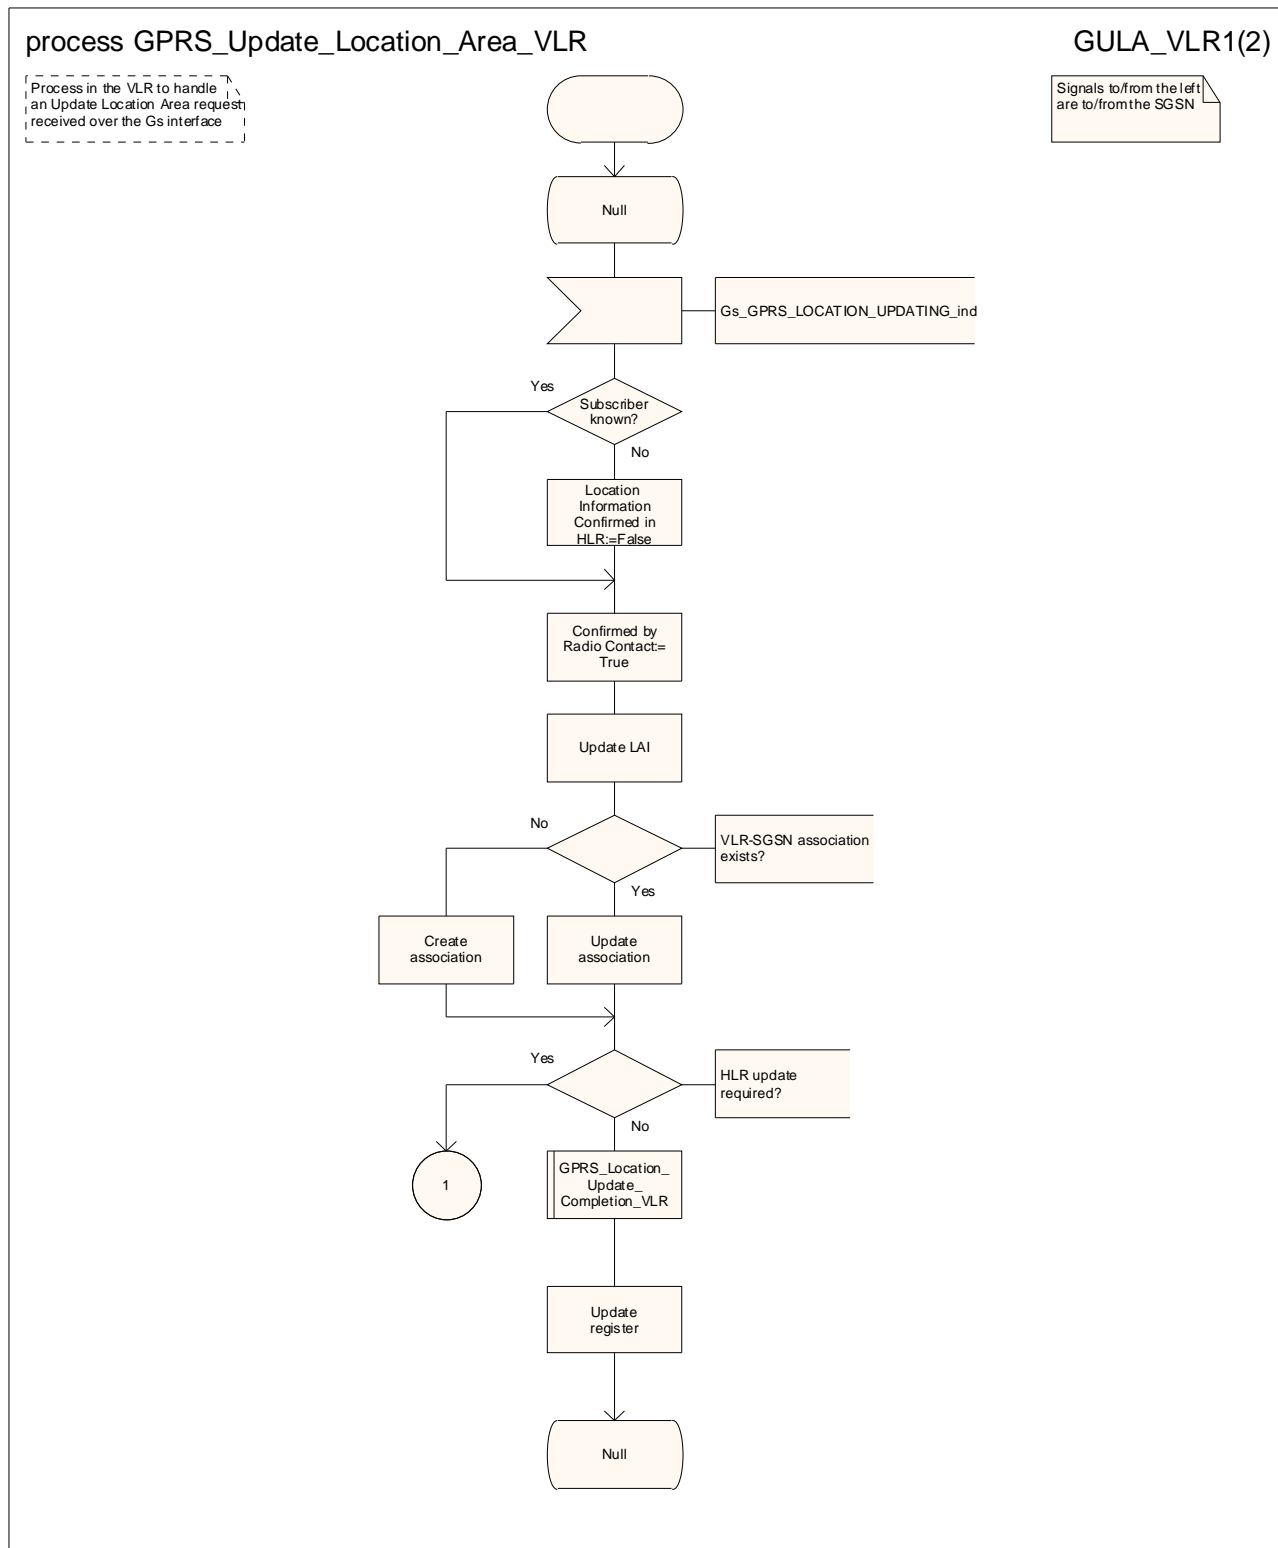 process GPRS_Update_Location_Area_VLR
GULA_VLR1(2)
Process in the VLR to handle
an Update Location Area request
received over the Gs interface
Signals to/from the left
are to/from the SGSN
Null
Gs_GPRS_LOCATION_UPDATING_ind
Yes
Subscriber
known?
No
Location
Information
Confirmed in
HLR:=False
Confirmed by
Radio Contact:=
True
Update LAI
No
VLR-SGSN association
exists?
Yes
Create
association
Update
association
Yes
HLR update
required?
No
1
GPRS_Location_
Update_
Completion_VLR
Update
register
Null